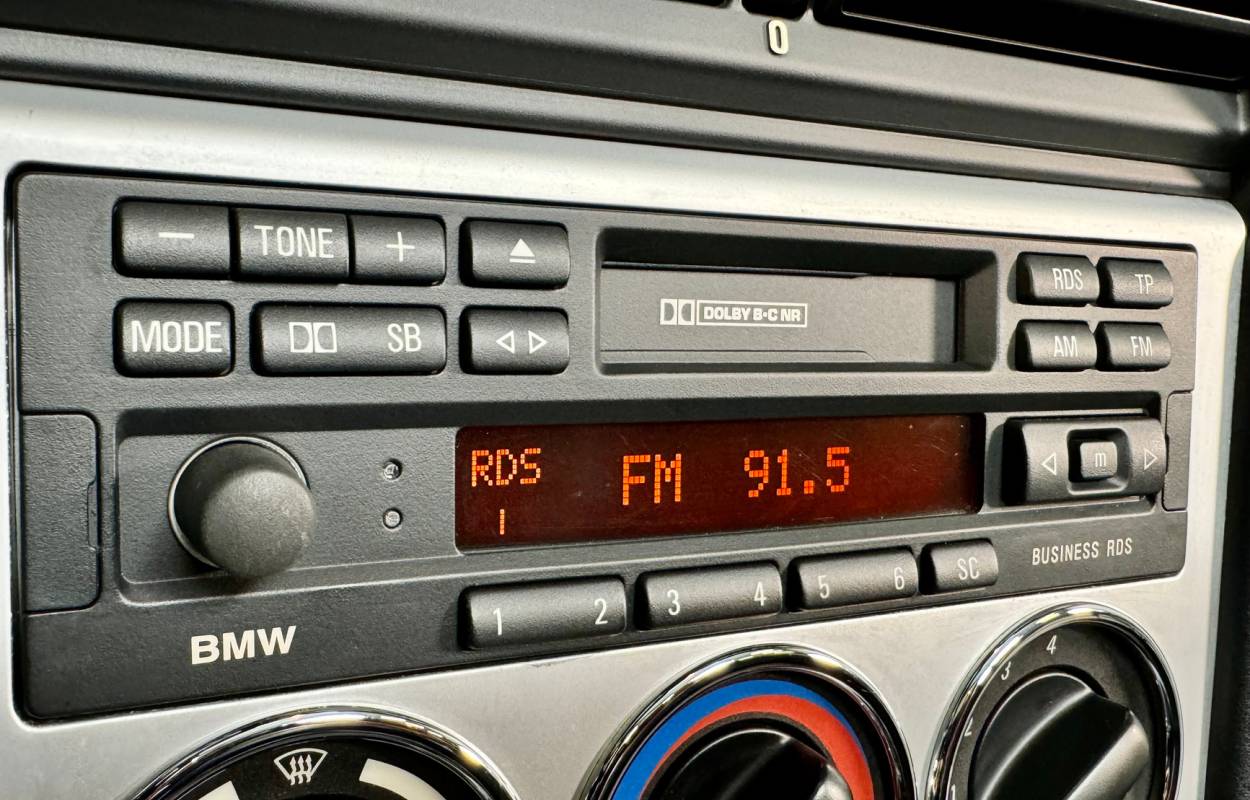 0
− TONE +
RDS TP
MODE SB
DOLBY B·C NR
AM FM
RDS FM 91.5
1
m
1 2 3 4 5 6 SC
BUSINESS RDS
BMW
1 2 3 4